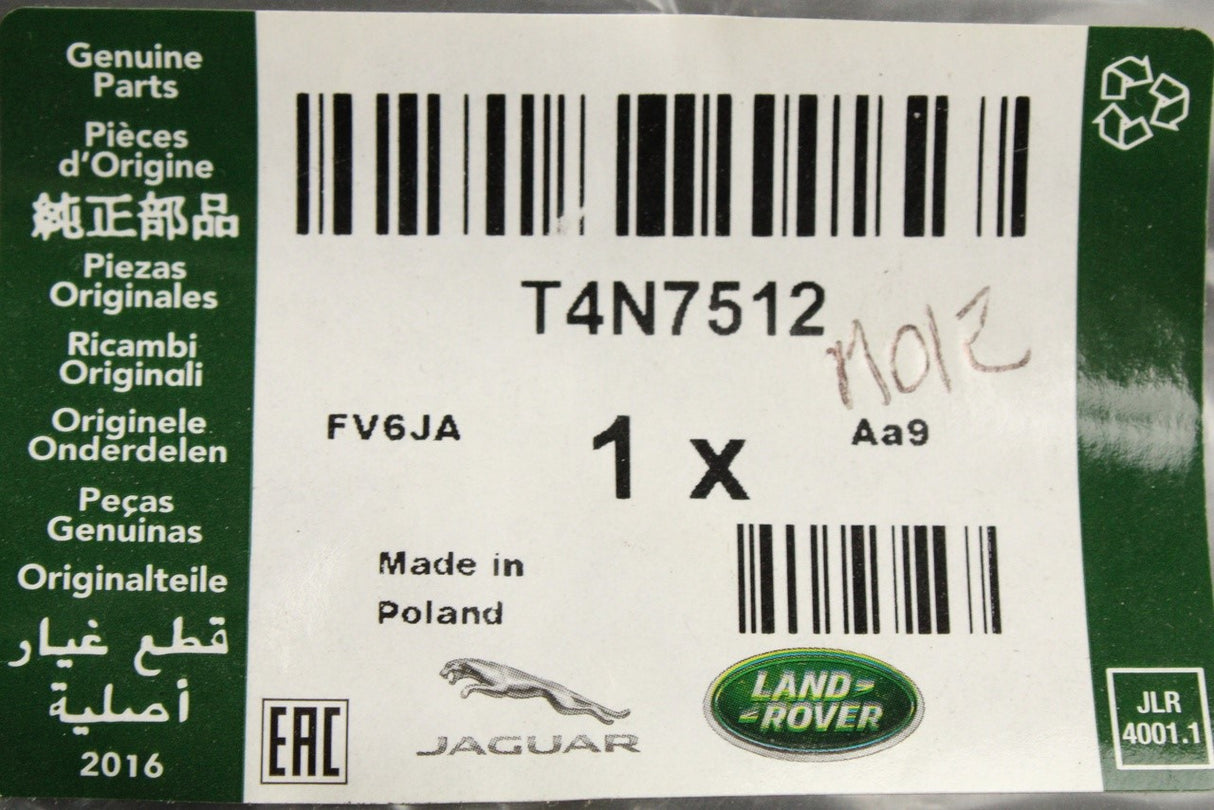 Genuine
Parts
Pièces
d'Origine
純正部品
Piezas
Originales
Ricambi
Originali
Originele
Onderdelen
Peças
Genuinas
Originalteile
قطع غيار
أصلية
2016
T4N7512
FV6JA
1 x
Aa9
Made in
Poland
EAC
JAGUAR
LAND-
-ROVER
JLR
4001.1